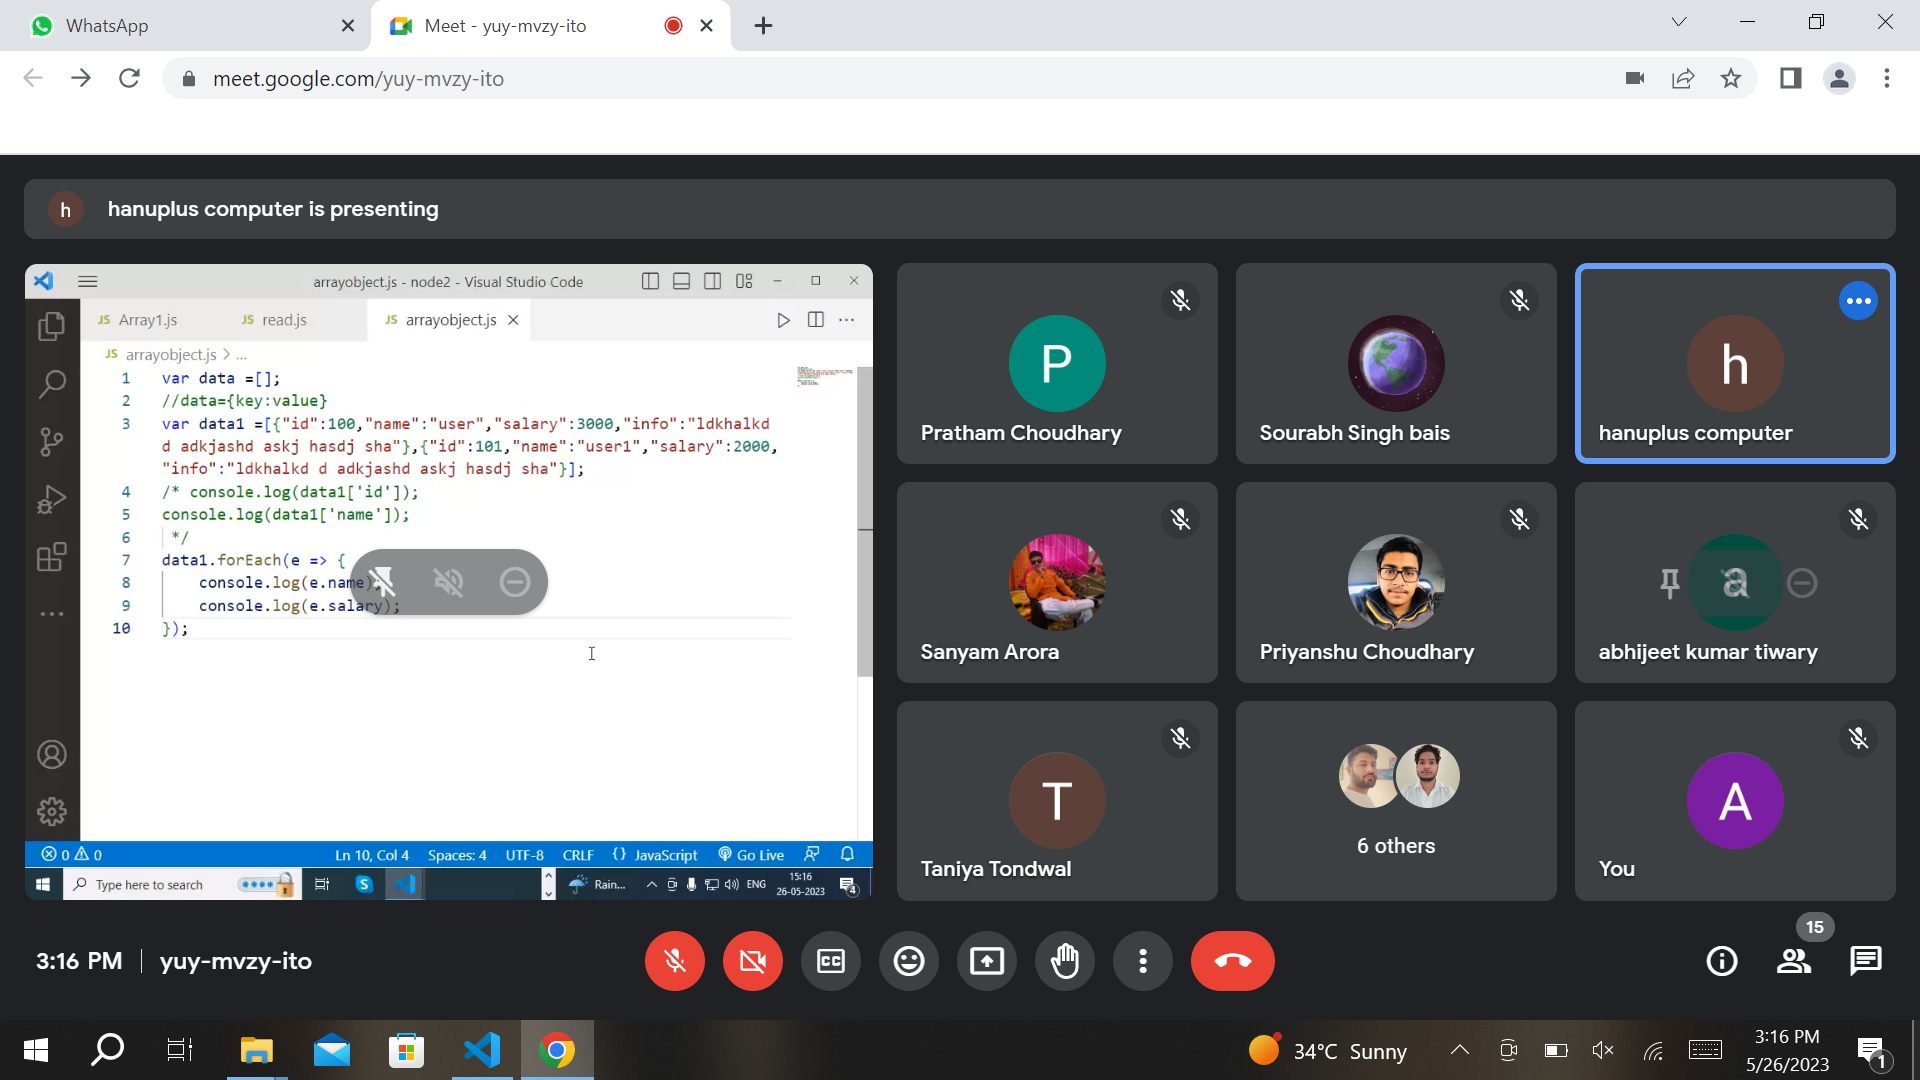 WhatsApp
Meet - yuy-mvzy-ito
meet.google.com/yuy-mvzy-ito
h
hanuplus computer is presenting
arrayobject.js - node2 - Visual Studio Code
JS Array1.js
JS read.js
JS arrayobject.js
JS arrayobject.js > ...
1 var data =[];
2 //data={key:value}
3 var data1 =[{"id":100,"name":"user","salary":3000,"info":"ldkhalkd
d adkjashd askj hasdj sha"},{"id":101,"name":"user1","salary":2000,
"info":"ldkhalkd d adkjashd askj hasdj sha"}];
4 /* console.log(data1['id']);
5 console.log(data1['name']);
6 */
7 data1.forEach(e => {
8 console.log(e.name);
9 console.log(e.salary);
10 });
0 0
Ln 10, Col 4
Spaces: 4
UTF-8
CRLF
{} JavaScript
Go Live
Type here to search
Rain...
ENG
15:16
26-05-2023
4
P
Pratham Choudhary
Sourabh Singh bais
h
hanuplus computer
Sanyam Arora
Priyanshu Choudhary
a
abhijeet kumar tiwary
T
Taniya Tondwal
6 others
A
You
3:16 PM
yuy-mvzy-ito
CC
15
34°C Sunny
3:16 PM
5/26/2023
1